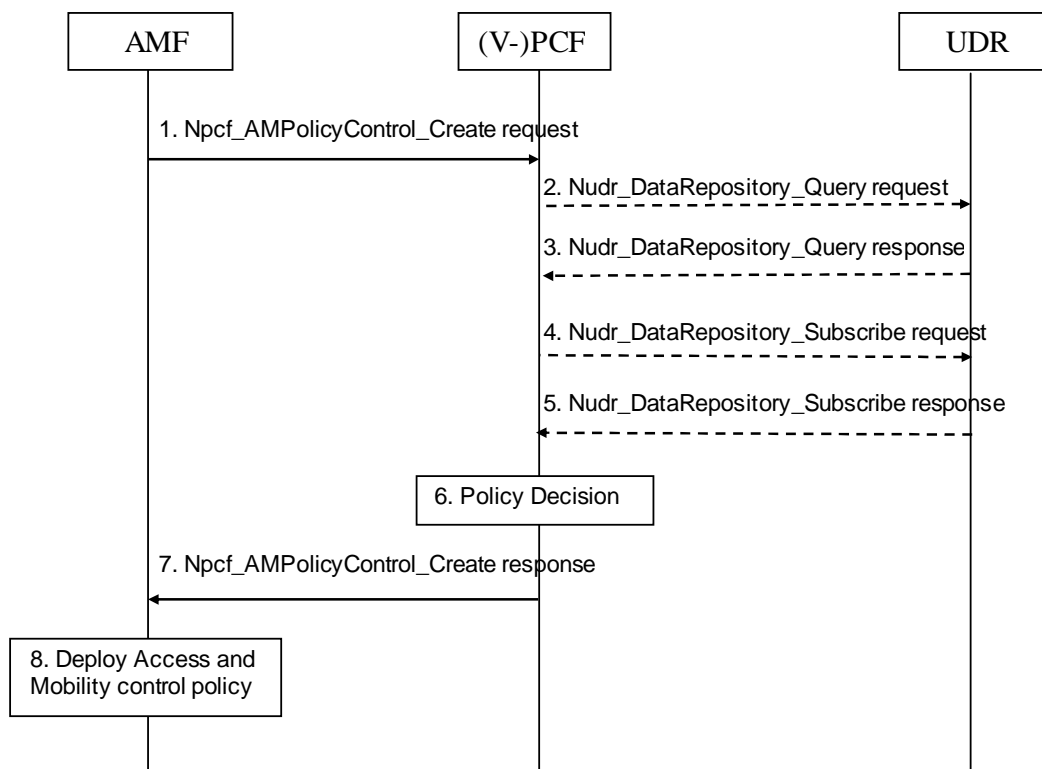 AMF
(V-)PCF
UDR
1. Npcf_AMPolicyControl_Create request
2. Nudr_DataRepository_Query request
3. Nudr_DataRepository_Query response
4. Nudr_DataRepository_Subscribe request
5. Nudr_DataRepository_Subscribe response
6. Policy Decision
7. Npcf_AMPolicyControl_Create response
8. Deploy Access and
Mobility control policy